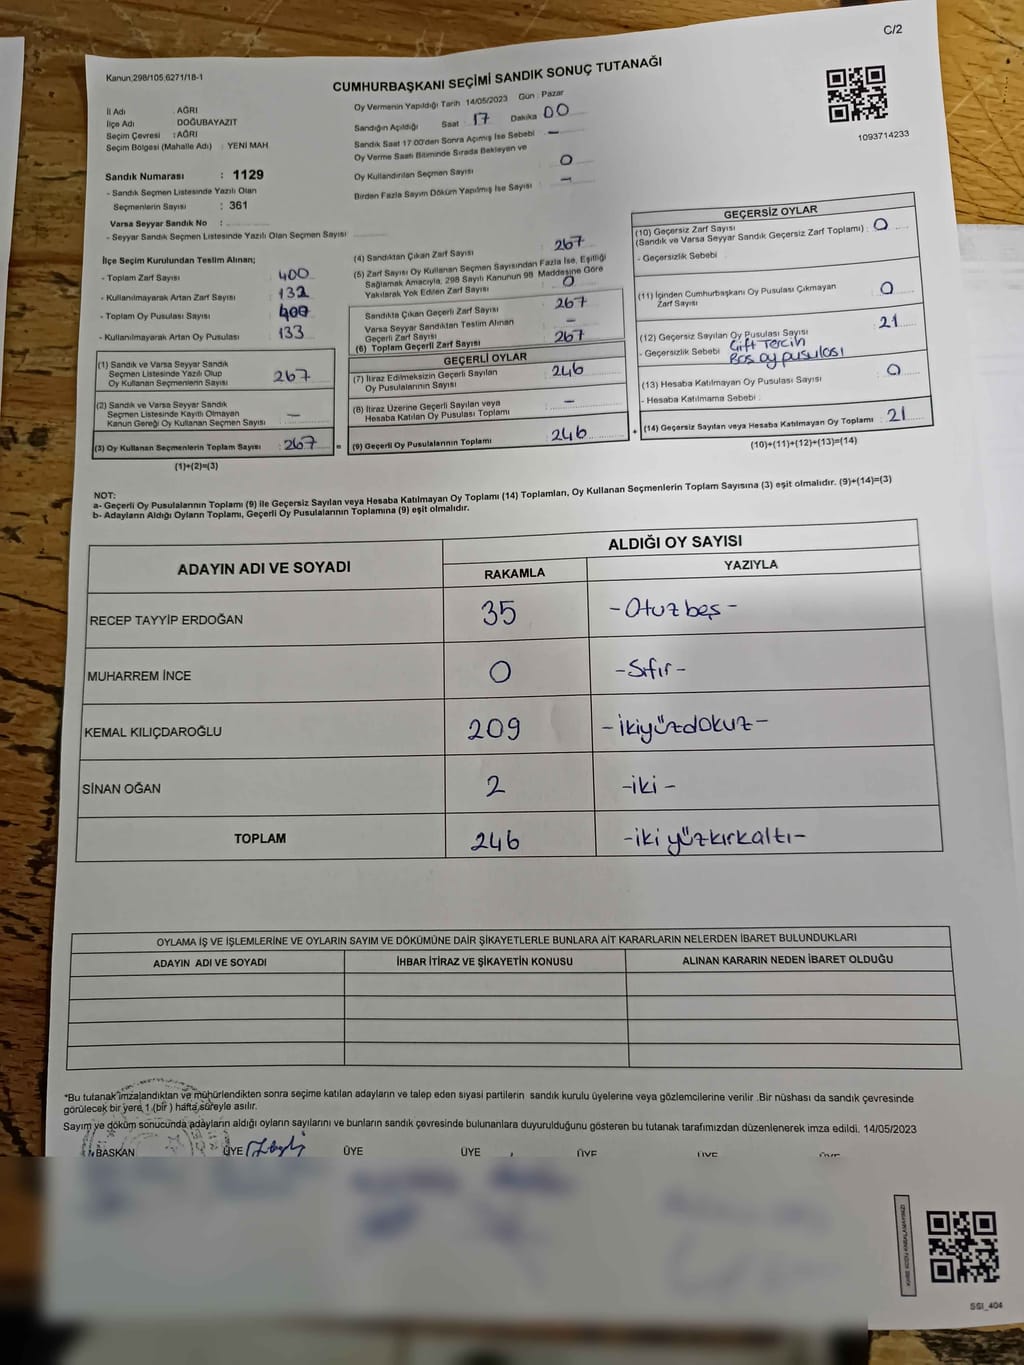 C/2
Kanun,298/105,6271/18-1
CUMHURBAŞKANI SEÇİMİ SANDIK SONUÇ TUTANAĞI
1093714233
İl Adı : AĞRI
İlçe Adı : DOĞUBAYAZIT
Seçim Çevresi : AĞRI
Seçim Bölgesi (Mahalle Adı) : YENİ MAH
Sandık Numarası : 1129
- Sandık Seçmen Listesinde Yazılı Olan
Seçmenlerin Sayısı : 361
Varsa Seyyar Sandık No :
- Seyyar Sandık Seçmen Listesinde Yazılı Olan Seçmen Sayısı
Oy Vermenin Yapıldığı Tarih 14/05/2023 Gün : Pazar
Sandığın Açıldığı Saat 17 Dakika 00
Sandık Saat 17:00'den Sonra Açımış İse Sebebi –
Oy Verme Saati Bitiminde Sırada Bekleyen ve
Oy Kullandırılan Seçmen Sayısı 0
Birden Fazla Sayım Döküm Yapılmış İse Sayısı –
İlçe Seçim Kurulundan Teslim Alınan;
- Toplam Zarf Sayısı : 400
- Kullanılmayarak Artan Zarf Sayısı : 132
- Toplam Oy Pusulası Sayısı : 400
- Kullanılmayarak Artan Oy Pusulası : 133
(1) Sandık ve Varsa Seyyar Sandık
Seçmen Listesinde Yazılı Olup
Oy Kullanan Seçmenlerin Sayısı 267
(2) Sandık ve Varsa Seyyar Sandık
Seçmen Listesinde Kayıtlı Olmayan
Kanun Gereği Oy Kullanan Seçmen Sayısı –
(3) Oy Kullanan Seçmenlerin Toplam Sayısı : 267
(1)+(2)=(3)
(4) Sandıktan Çıkan Zarf Sayısı 267
(5) Zarf Sayısı Oy Kullanan Seçmen Sayısından Fazla İse, Eşitliği
Sağlamak Amacıyla, 298 Sayılı Kanunun 98 Maddesine Göre
Yakılarak Yok Edilen Zarf Sayısı 0
Sandıkta Çıkan Geçerli Zarf Sayısı 267
Varsa Seyyar Sandıktan Teslim Alınan
Geçerli Zarf Sayısı –
(6) Toplam Geçerli Zarf Sayısı 267
GEÇERLİ OYLAR
(7) İtiraz Edilmeksizin Geçerli Sayılan
Oy Pusulalarının Sayısı 246
(8) İtiraz Üzerine Geçerli Sayılan veya
Hesaba Katılan Oy Pusulası Toplamı –
= (9) Geçerli Oy Pusulalarının Toplamı 246
GEÇERSİZ OYLAR
(10) Geçersiz Zarf Sayısı
(Sandık ve Varsa Seyyar Sandık Geçersiz Zarf Toplamı) : 0
- Geçersizlik Sebebi
(11) İçinden Cumhurbaşkanı Oy Pusulası Çıkmayan
Zarf Sayısı 0
(12) Geçersiz Sayılan Oy Pusulası Sayısı 21
- Geçersizlik Sebebi Çift Tercih
Boş oy pusulası
(13) Hesaba Katılmayan Oy Pusulası Sayısı 0
- Hesaba Katılmama Sebebi :
+ (14) Geçersiz Sayılan veya Hesaba Katılmayan Oy Toplamı : 21
(10)+(11)+(12)+(13)=(14)
NOT:
a- Geçerli Oy Pusulalarının Toplamı (9) ile Geçersiz Sayılan veya Hesaba Katılmayan Oy Toplamı (14) Toplamları, Oy Kullanan Seçmenlerin Toplam Sayısına (3) eşit olmalıdır. (9)+(14)=(3)
b- Adayların Aldığı Oyların Toplamı, Geçerli Oy Pusulalarının Toplamına (9) eşit olmalıdır.
ADAYIN ADI VE SOYADI
ALDIĞI OY SAYISI
RAKAMLA YAZIYLA
RECEP TAYYİP ERDOĞAN 35 -Otuzbeş-
MUHARREM İNCE 0 -Sıfır-
KEMAL KILIÇDAROĞLU 209 -ikiyüzdokuz-
SİNAN OĞAN 2 -iki-
TOPLAM 246 -iki yüzkırkaltı-
OYLAMA İŞ VE İŞLEMLERİNE VE OYLARIN SAYIM VE DÖKÜMÜNE DAİR ŞİKAYETLERLE BUNLARA AİT KARARLARIN NELERDEN İBARET BULUNDUKLARI
ADAYIN ADI VE SOYADI İHBAR İTİRAZ VE ŞİKAYETİN KONUSU ALINAN KARARIN NEDEN İBARET OLDUĞU
*Bu tutanak imzalandıktan ve mühürlendikten sonra seçime katılan adayların ve talep eden siyasi partilerin sandık kurulu üyelerine veya gözlemcilerine verilir .Bir nüshası da sandık çevresinde
görülecek bir yere 1 (bir ) hafta süreyle asılır.
Sayım ve döküm sonucunda adayların aldığı oyların sayısını ve bunların sandık çevresinde bulunanlara duyurulduğunu gösteren bu tutanak tarafımızdan düzenlenerek imza edildi. 14/05/2023
BAŞKAN ÜYE ÜYE ÜYE ÜYE ÜYE ÜYE
SSI_404